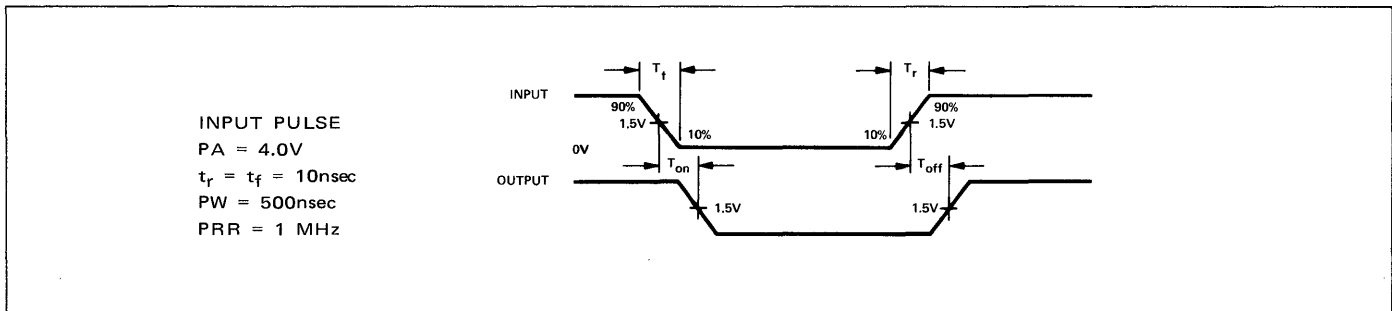 INPUT PULSE
PA = 4.0V
tr = tf = 10nsec
PW = 500nsec
PRR = 1 MHz
Tf
Tr
INPUT
90%
1.5V
10%
10%
90%
1.5V
0V
Ton
Toff
OUTPUT
1.5V
1.5V